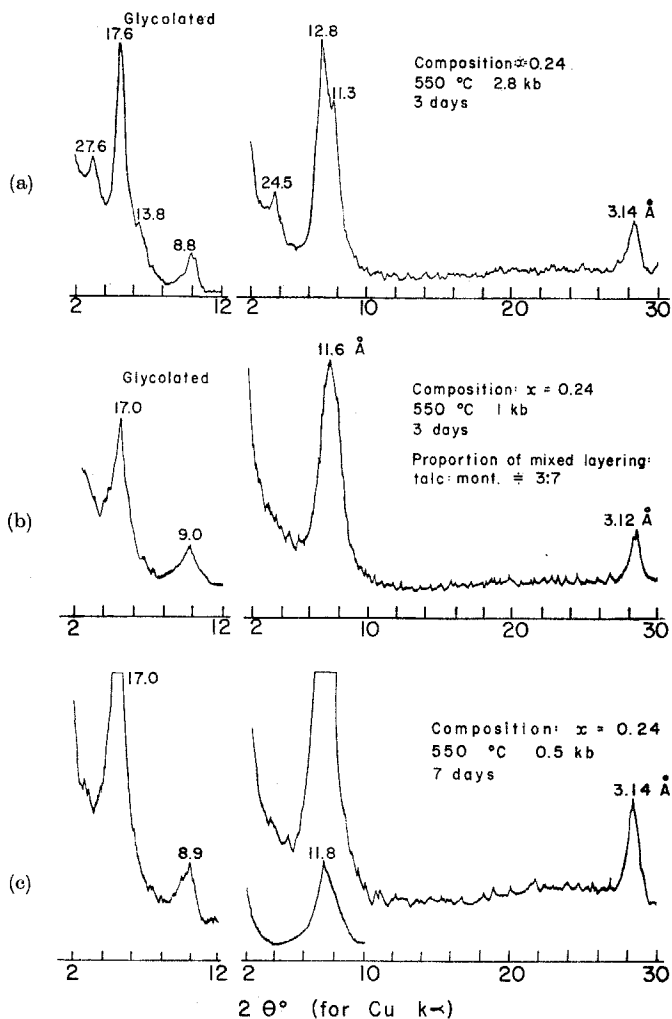 (a)
Glycolated
17.6
27.6
13.8
8.8
2 12
12.8
11.3
24.5
Composition ≠ 0.24
550 °C 2.8 kb
3 days
3.14 Å
2 10 20 30
(b)
Glycolated
17.0
9.0
2 12
11.6 Å
Composition: x = 0.24
550 °C 1 kb
3 days
Proportion of mixed layering:
talc: mont. ≑ 3:7
3.12 Å
2 10 20 30
(c)
17.0
8.9
2 12
11.8
Composition: x = 0.24
550 °C 0.5 kb
7 days
3.14 Å
2 10 20 30
2 θ° (for Cu k∝)